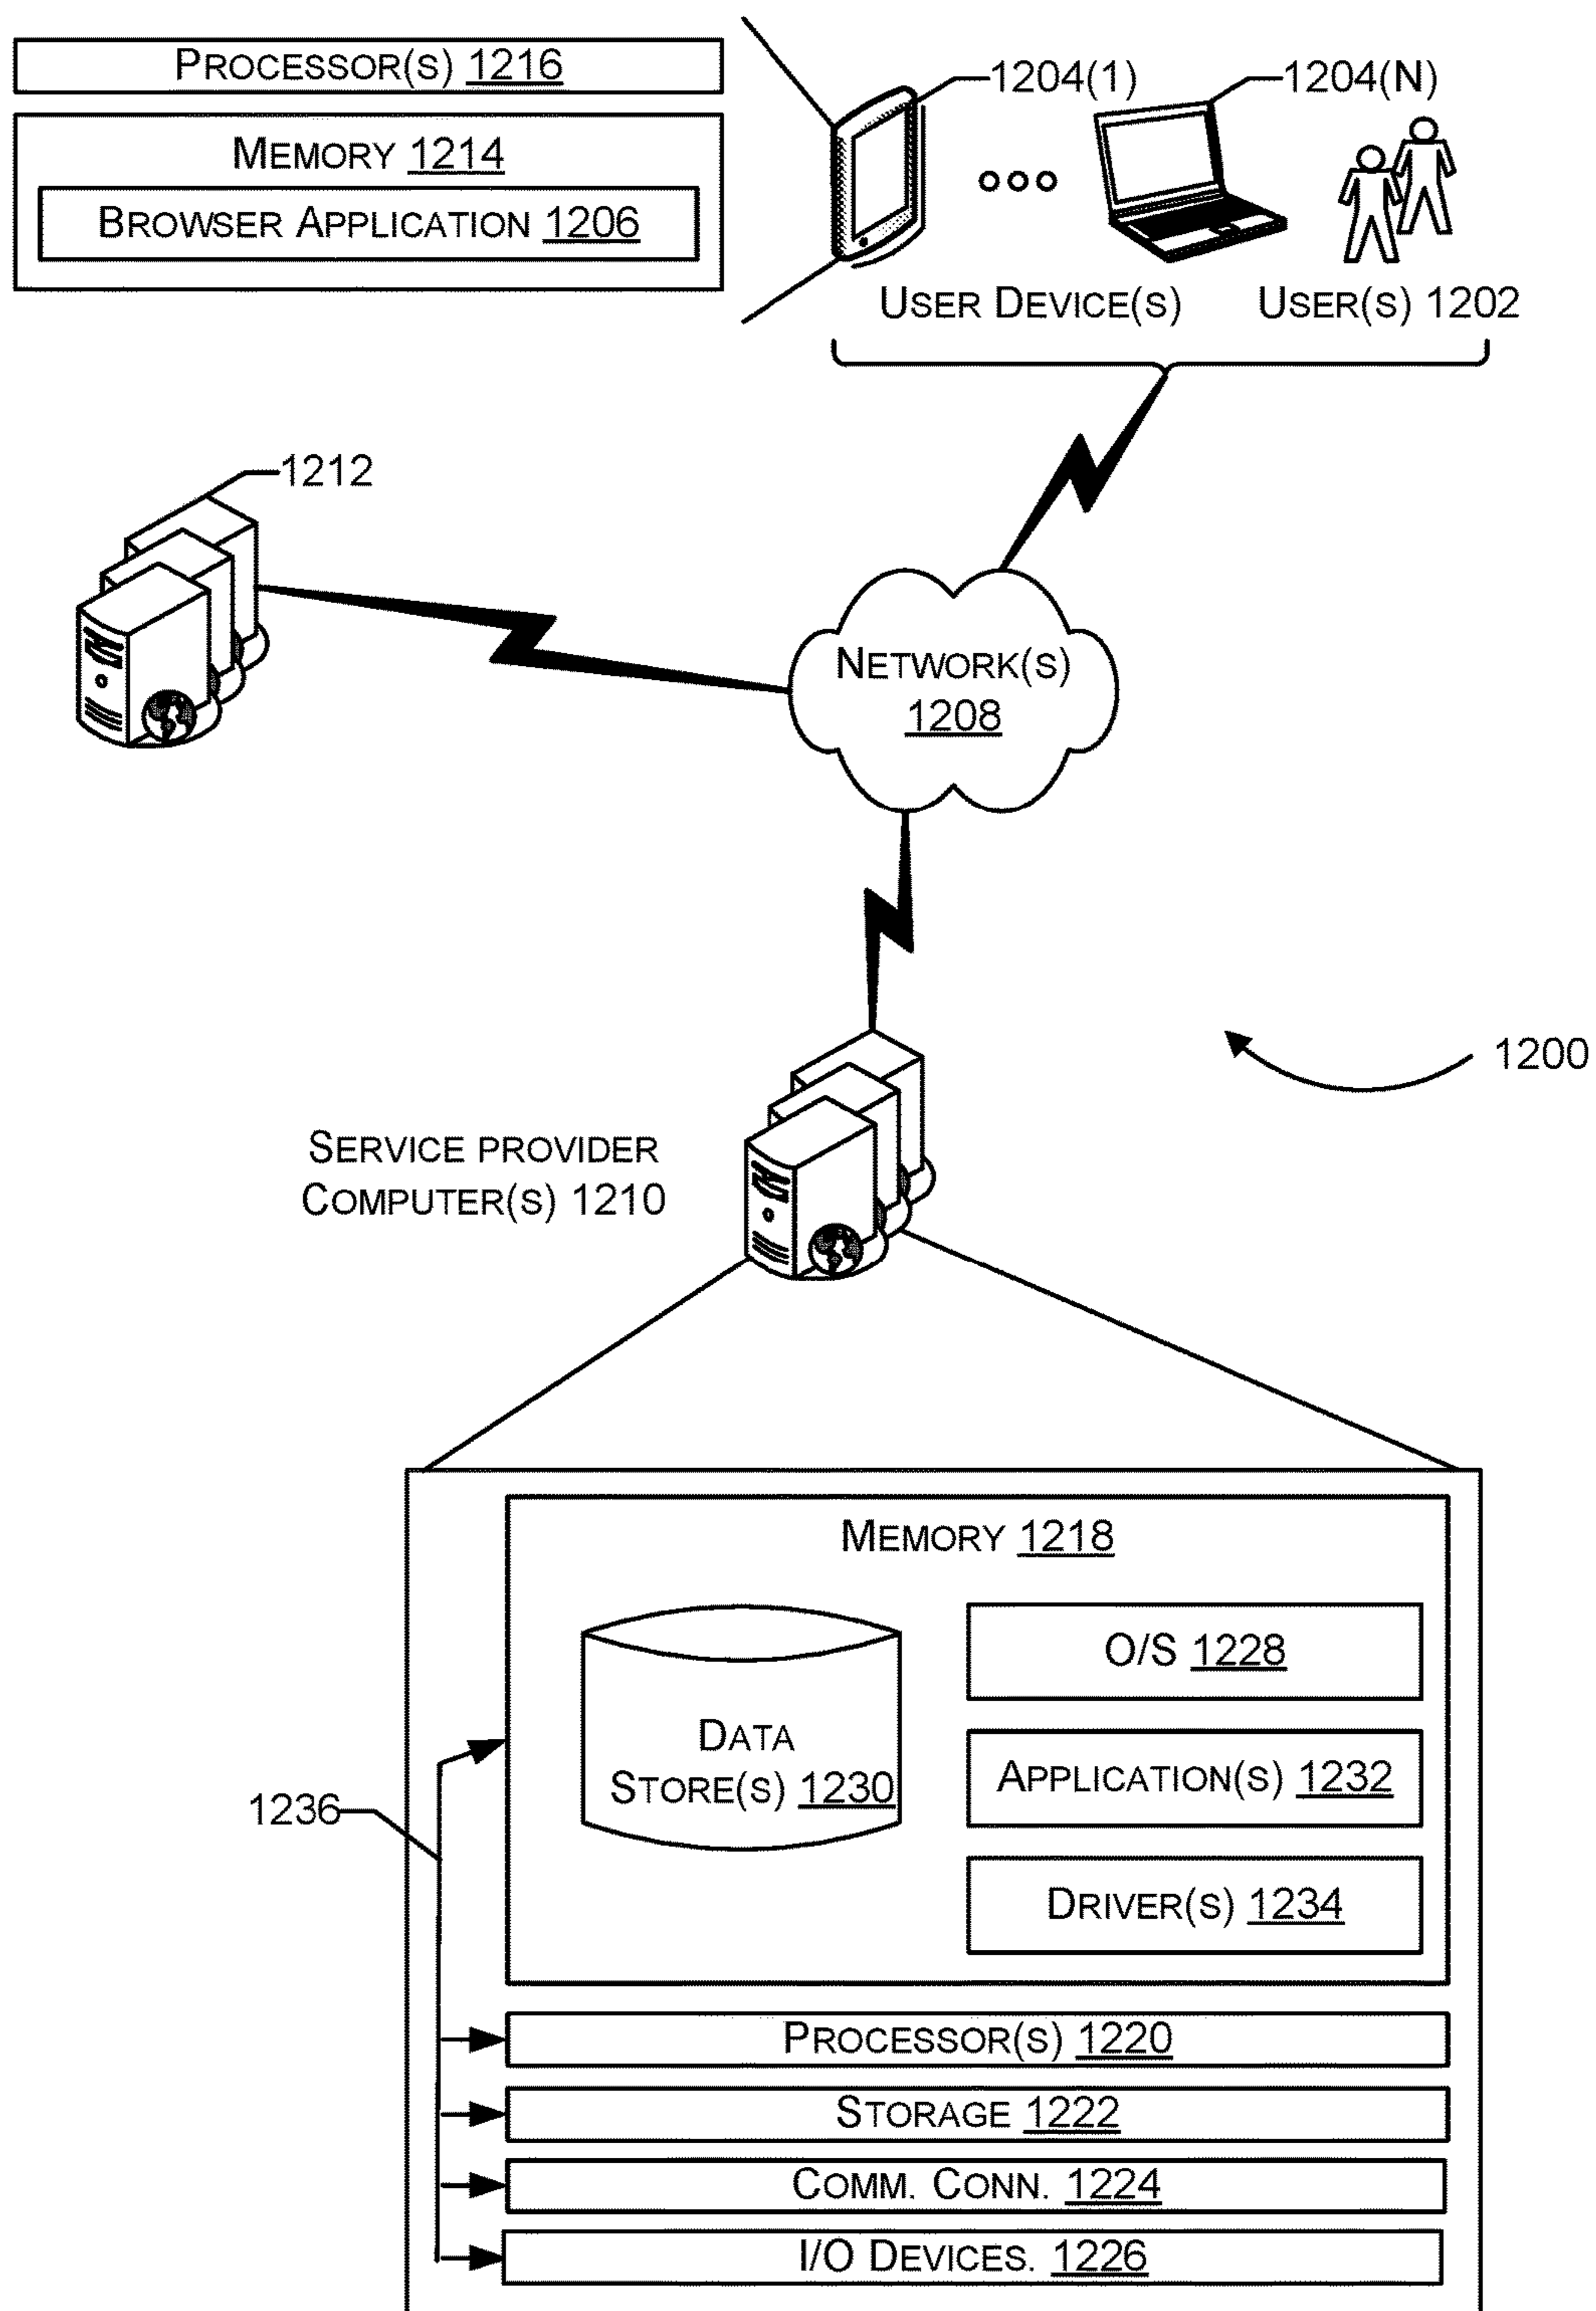 PROCESSOR(S) 1216
MEMORY 1214
BROWSER APPLICATION 1206
1204(1)
1204(N)
USER DEVICE(S)
USER(S) 1202
1212
NETWORK(S)
1208
1200
SERVICE PROVIDER
COMPUTER(S) 1210
MEMORY 1218
DATA
STORE(S) 1230
O/S 1228
APPLICATION(S) 1232
DRIVER(S) 1234
1236
PROCESSOR(S) 1220
STORAGE 1222
COMM. CONN. 1224
I/O DEVICES. 1226